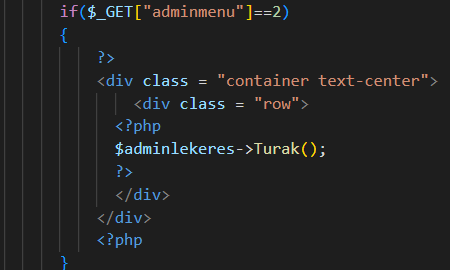 if($_GET["adminmenu"]==2)
{
?>
<div class = "container text-center">
<div class = "row">
<?php
$adminlekeres->Turak();
?>
</div>
</div>
<?php
}